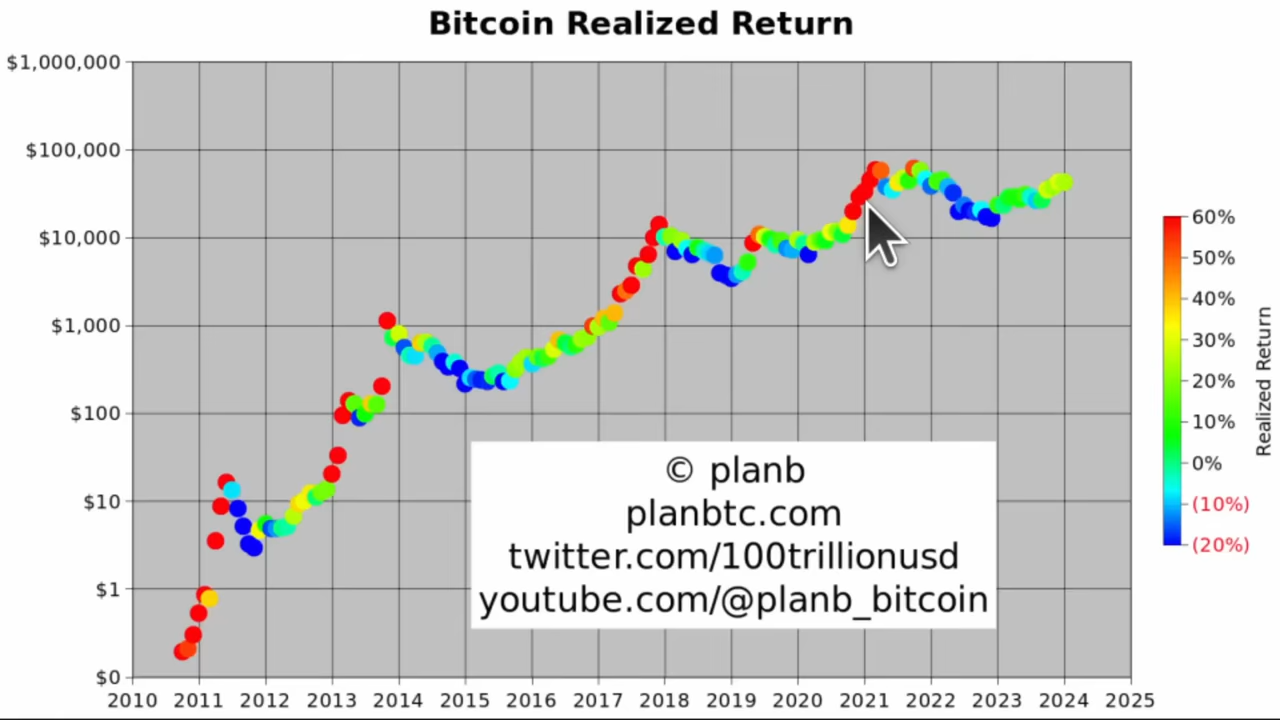 Bitcoin Realized Return
$1,000,000
$100,000
$10,000
$1,000
$100
$10
$1
$0
2010 2011 2012 2013 2014 2015 2016 2017 2018 2019 2020 2021 2022 2023 2024 2025
© planb
planbtc.com
twitter.com/100trillionusd
youtube.com/@planb_bitcoin
60%
50%
40%
30%
20%
10%
0%
(10%)
(20%)
Realized Return